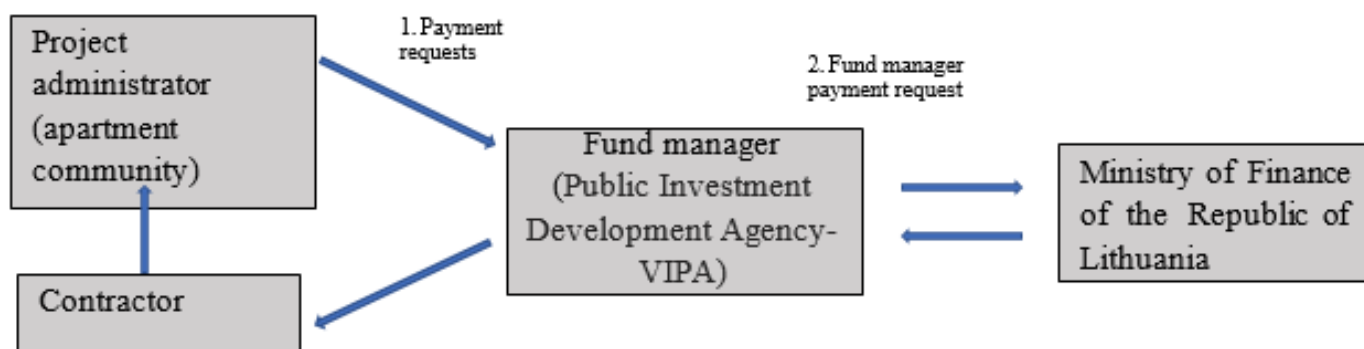 Project
administrator
(apartment
community)
1. Payment
requests
2. Fund manager
payment request
Fund manager
(Public Investment
Development Agency-
VIPA)
Ministry of Finance
of the Republic of
Lithuania
Contractor